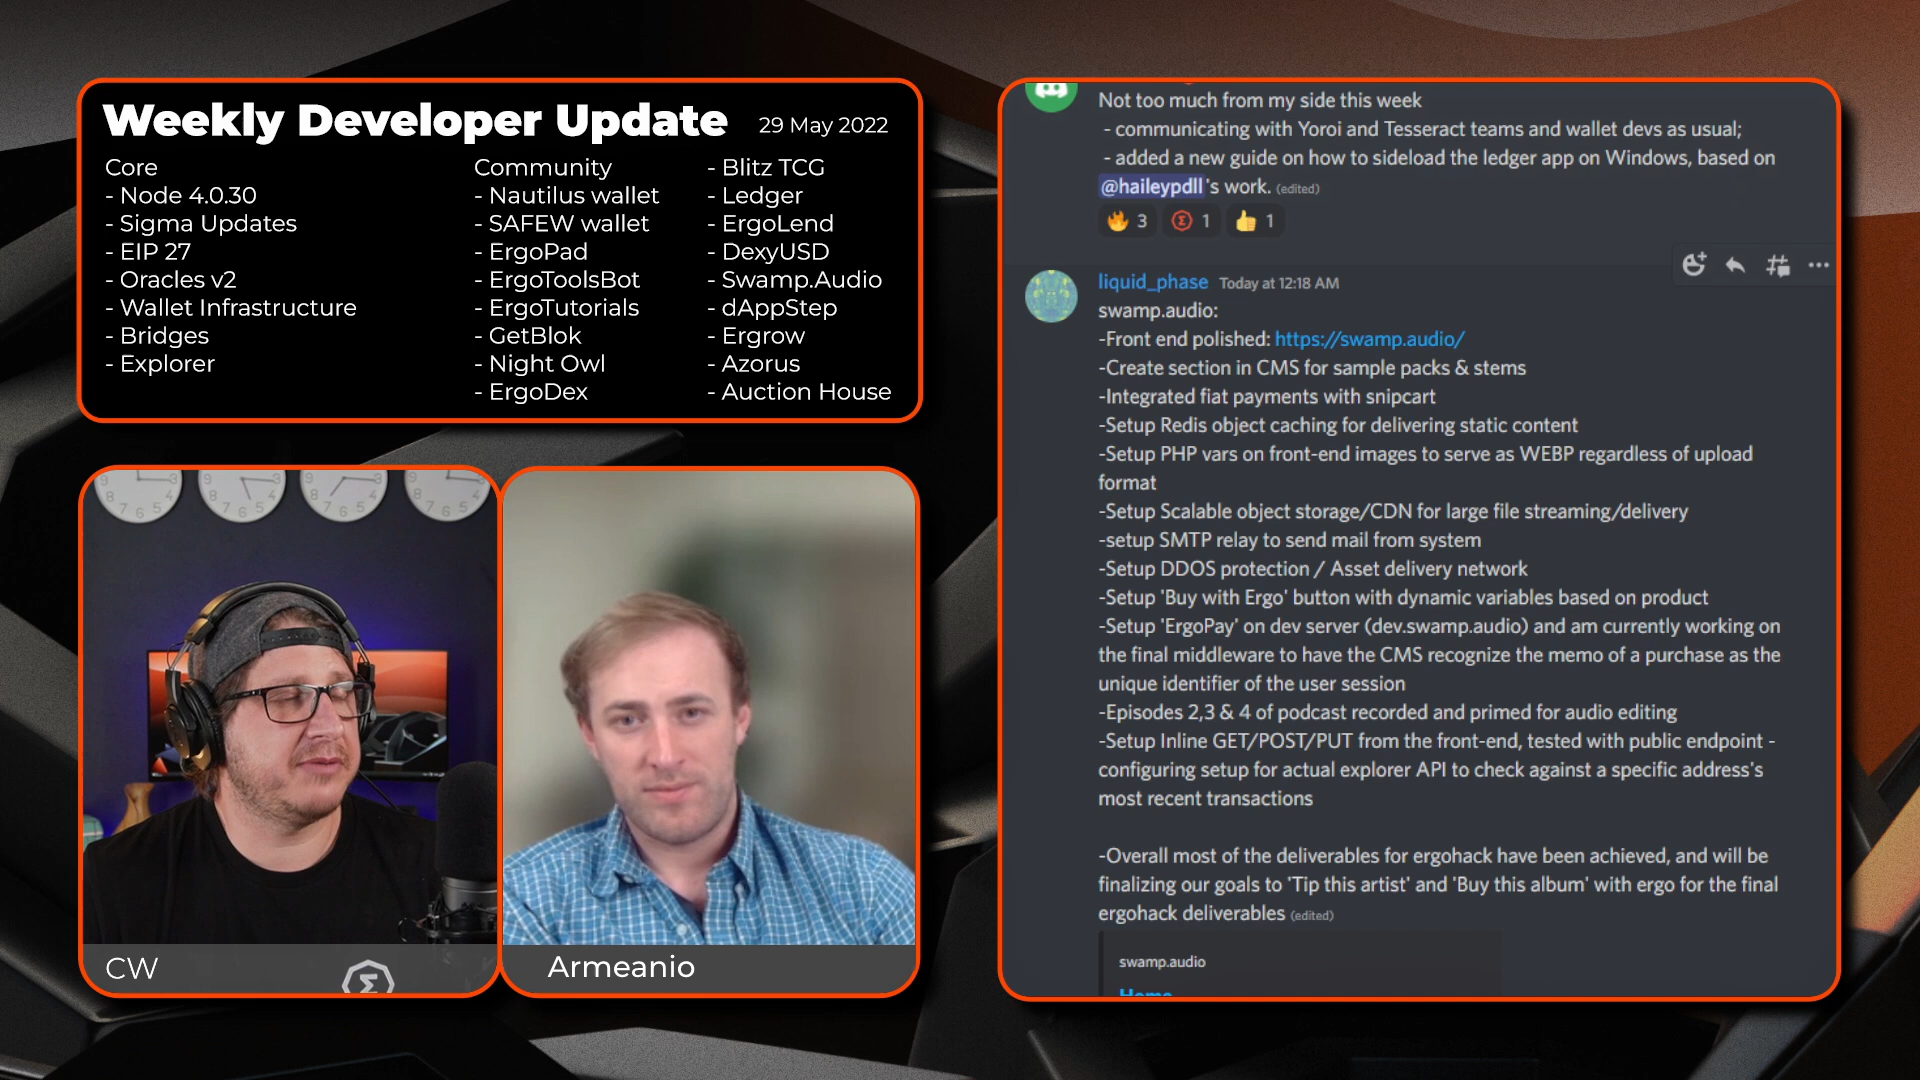 Weekly Developer Update 29 May 2022
Core
- Node 4.0.30
- Sigma Updates
- EIP 27
- Oracles v2
- Wallet Infrastructure
- Bridges
- Explorer
Community
- Nautilus wallet
- SAFEW wallet
- ErgoPad
- ErgoToolsBot
- ErgoTutorials
- GetBlok
- Night Owl
- ErgoDex
- Blitz TCG
- Ledger
- ErgoLend
- DexyUSD
- Swamp.Audio
- dAppStep
- Ergrow
- Azorus
- Auction House
CW
Armeanio
Not too much from my side this week
- communicating with Yoroi and Tesseract teams and wallet devs as usual;
- added a new guide on how to sideload the ledger app on Windows, based on
@haileypdll's work. (edited)
3 1 1
liquid_phase Today at 12:18 AM
swamp.audio:
-Front end polished: https://swamp.audio/
-Create section in CMS for sample packs & stems
-Integrated fiat payments with snipcart
-Setup Redis object caching for delivering static content
-Setup PHP vars on front-end images to serve as WEBP regardless of upload
format
-Setup Scalable object storage/CDN for large file streaming/delivery
-setup SMTP relay to send mail from system
-Setup DDOS protection / Asset delivery network
-Setup 'Buy with Ergo' button with dynamic variables based on product
-Setup 'ErgoPay' on dev server (dev.swamp.audio) and am currently working on
the final middleware to have the CMS recognize the memo of a purchase as the
unique identifier of the user session
-Episodes 2,3 & 4 of podcast recorded and primed for audio editing
-Setup Inline GET/POST/PUT from the front-end, tested with public endpoint -
configuring setup for actual explorer API to check against a specific address's
most recent transactions
-Overall most of the deliverables for ergohack have been achieved, and will be
finalizing our goals to 'Tip this artist' and 'Buy this album' with ergo for the final
ergohack deliverables (edited)
swamp.audio
Home